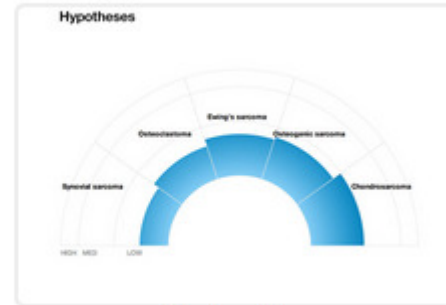 Hypotheses
Ewing's sarcoma
Osteoclastoma
Osteogenic sarcoma
Synovial sarcoma
Chondrosarcoma
HIGH MED LOW